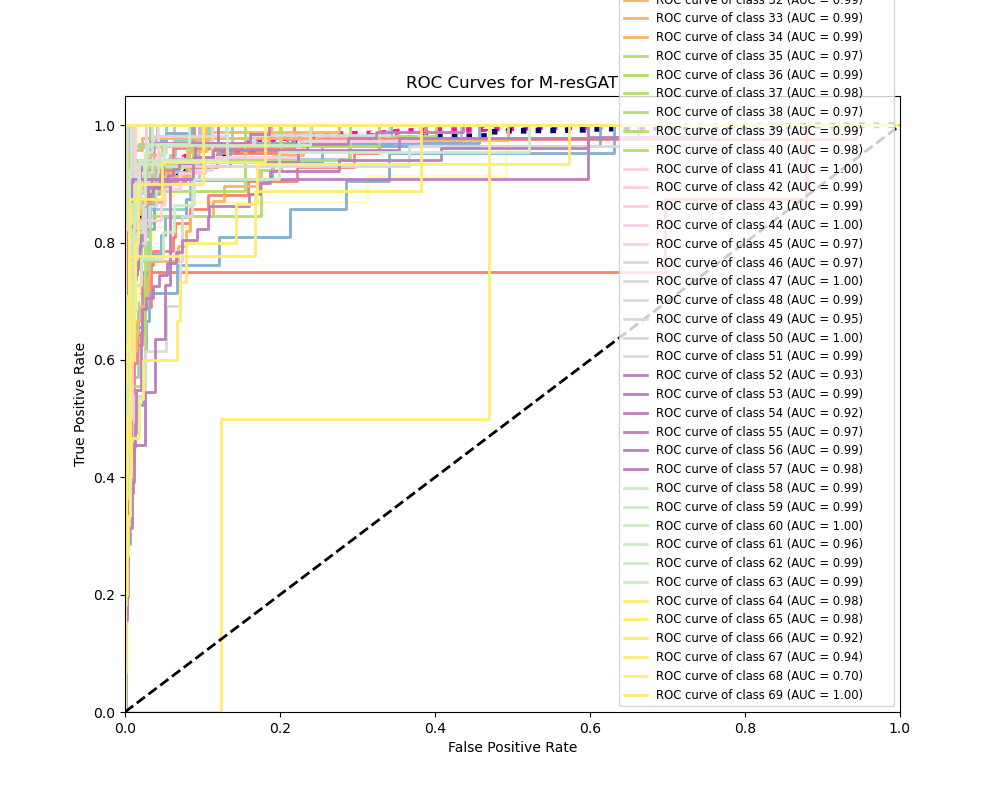 ROC curve of class 32 (AUC = 0.99)
ROC curve of class 33 (AUC = 0.99)
ROC curve of class 34 (AUC = 0.99)
ROC curve of class 35 (AUC = 0.97)
ROC curve of class 36 (AUC = 0.99)
ROC Curves for M-resGAT
ROC curve of class 37 (AUC = 0.98)
ROC curve of class 38 (AUC = 0.97)
ROC curve of class 39 (AUC = 0.99)
ROC curve of class 40 (AUC = 0.98)
ROC curve of class 41 (AUC = 1.00)
ROC curve of class 42 (AUC = 0.99)
ROC curve of class 43 (AUC = 0.99)
ROC curve of class 44 (AUC = 1.00)
ROC curve of class 45 (AUC = 0.97)
ROC curve of class 46 (AUC = 0.97)
ROC curve of class 47 (AUC = 1.00)
ROC curve of class 48 (AUC = 0.99)
ROC curve of class 49 (AUC = 0.95)
ROC curve of class 50 (AUC = 1.00)
ROC curve of class 51 (AUC = 0.99)
ROC curve of class 52 (AUC = 0.93)
ROC curve of class 53 (AUC = 0.99)
ROC curve of class 54 (AUC = 0.92)
ROC curve of class 55 (AUC = 0.97)
ROC curve of class 56 (AUC = 0.99)
ROC curve of class 57 (AUC = 0.98)
ROC curve of class 58 (AUC = 0.99)
ROC curve of class 59 (AUC = 0.99)
ROC curve of class 60 (AUC = 1.00)
ROC curve of class 61 (AUC = 0.96)
ROC curve of class 62 (AUC = 0.99)
ROC curve of class 63 (AUC = 0.99)
ROC curve of class 64 (AUC = 0.98)
ROC curve of class 65 (AUC = 0.98)
ROC curve of class 66 (AUC = 0.92)
ROC curve of class 67 (AUC = 0.94)
ROC curve of class 68 (AUC = 0.70)
ROC curve of class 69 (AUC = 1.00)
True Positive Rate
1.0
0.8
0.6
0.4
0.2
0.0
0.0 0.2 0.4 0.6 0.8 1.0
False Positive Rate